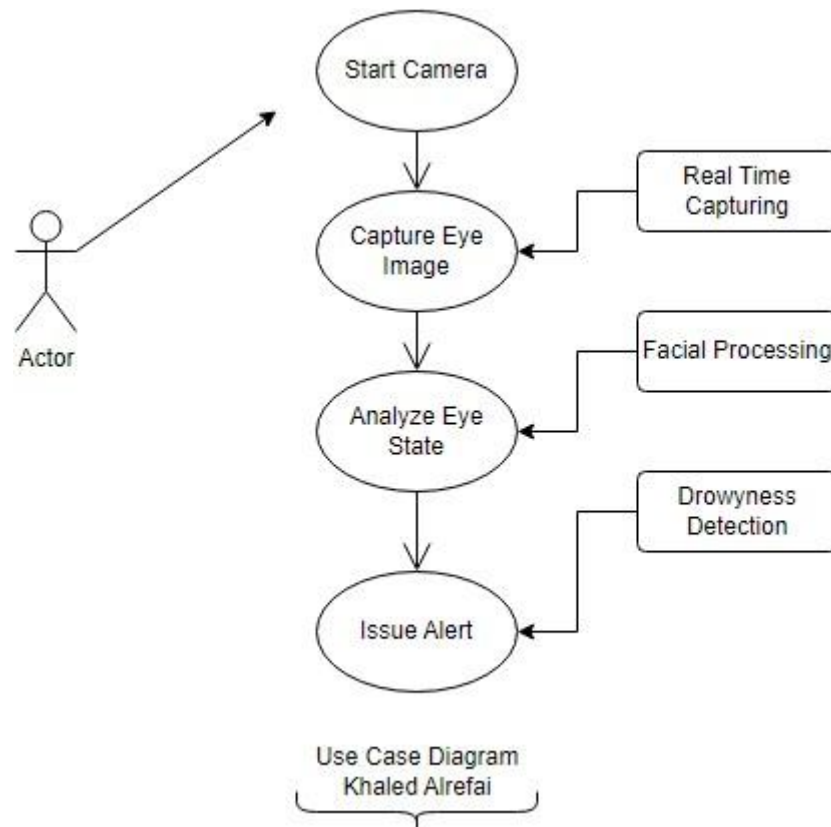 Start Camera
Real Time
Capturing
Capture Eye
Image
Actor
Facial Processing
Analyze Eye
State
Drowyness
Detection
Issue Alert
Use Case Diagram
Khaled Alrefai